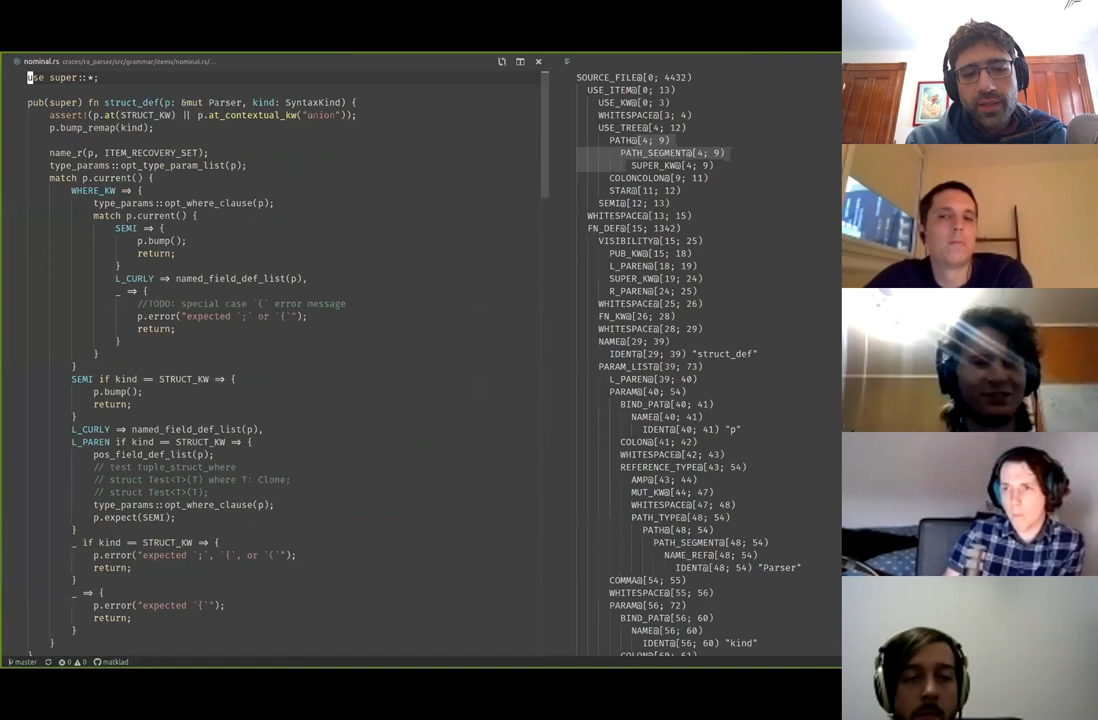 nominal.rs crates/ra_parser/src/grammar/items/nominal.rs/...
use super::*;
pub(super) fn struct_def(p: &mut Parser, kind: SyntaxKind) {
assert!(p.at(STRUCT_KW) || p.at_contextual_kw("union"));
p.bump_remap(kind);
name_r(p, ITEM_RECOVERY_SET);
type_params::opt_type_param_list(p);
match p.current() {
WHERE_KW => {
type_params::opt_where_clause(p);
match p.current() {
SEMI => {
p.bump();
return;
}
L_CURLY => named_field_def_list(p),
_ => {
//TODO: special case `(` error message
p.error("expected `;` or `{`");
return;
}
}
}
SEMI if kind == STRUCT_KW => {
p.bump();
return;
}
L_CURLY => named_field_def_list(p),
L_PAREN if kind == STRUCT_KW => {
pos_field_def_list(p);
// test tuple_struct_where
// struct Test<T>(T) where T: Clone;
// struct Test<T>(T);
type_params::opt_where_clause(p);
p.expect(SEMI);
}
_ if kind == STRUCT_KW => {
p.error("expected `;`, `{`, or `(`");
return;
}
_ => {
p.error("expected `{`");
return;
}
}
}
master 0 0 matklad
SOURCE_FILE@[0; 4432)
USE_ITEM@[0; 13)
USE_KW@[0; 3)
WHITESPACE@[3; 4)
USE_TREE@[4; 12)
PATH@[4; 9)
PATH_SEGMENT@[4; 9)
SUPER_KW@[4; 9)
COLONCOLON@[9; 11)
STAR@[11; 12)
SEMI@[12; 13)
WHITESPACE@[13; 15)
FN_DEF@[15; 1342)
VISIBILITY@[15; 25)
PUB_KW@[15; 18)
L_PAREN@[18; 19)
SUPER_KW@[19; 24)
R_PAREN@[24; 25)
WHITESPACE@[25; 26)
FN_KW@[26; 28)
WHITESPACE@[28; 29)
NAME@[29; 39)
IDENT@[29; 39) "struct_def"
PARAM_LIST@[39; 73)
L_PAREN@[39; 40)
PARAM@[40; 54)
BIND_PAT@[40; 41)
NAME@[40; 41)
IDENT@[40; 41) "p"
COLON@[41; 42)
WHITESPACE@[42; 43)
REFERENCE_TYPE@[43; 54)
AMP@[43; 44)
MUT_KW@[44; 47)
WHITESPACE@[47; 48)
PATH_TYPE@[48; 54)
PATH@[48; 54)
PATH_SEGMENT@[48; 54)
NAME_REF@[48; 54)
IDENT@[48; 54) "Parser"
COMMA@[54; 55)
WHITESPACE@[55; 56)
PARAM@[56; 72)
BIND_PAT@[56; 60)
NAME@[56; 60)
IDENT@[56; 60) "kind"
COLON@[60; 61)